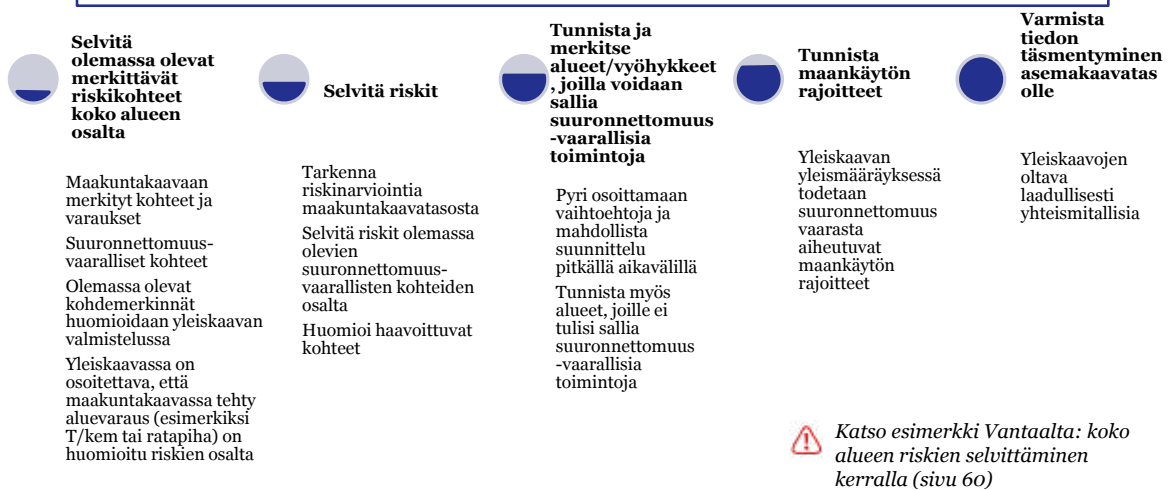 Selvitä
olemassa olevat
merkittävät
riskikohteet
koko alueen
osalta
Maakuntakaavaan
merkityt kohteet ja
varaukset
Suuronnettomuus-
vaaralliset kohteet
Olemassa olevat
kohdemerkinnät
huomioidaan yleiskaavan
valmistelussa
Yleiskaavassa on
osoitettava, että
maakuntakaavassa tehty
aluevaraus (esimerkiksi
T/kem tai ratapiha) on
huomioitu riskien osalta
Selvitä riskit
Tarkenna
riskinarviointia
maakuntakaavatasosta
Selvitä riskit olemassa
olevien
suuronnettomuus-
vaarallisten kohteiden
osalta
Huomioi haavoittuvat
kohteet
Tunnista ja
merkitse
alueet/vyöhykkeet
, joilla voidaan
sallia
suuronnettomuus
-vaarallisia
toimintoja
Pyri osoittamaan
vaihtoehtoja ja
mahdollista
suunnittelu
pitkällä aikavälillä
Tunnista myös
alueet, joille ei
tulisi sallia
suuronnettomuus
-vaarallisia
toimintoja
Tunnista
maankäytön
rajoitteet
Yleiskaavan
yleismääräyksessä
todetaan
suuronnettomuus
vaarasta
aiheutuvat
maankäytön
rajoitteet
Varmista
tiedon
täsmentyminen
asemakaavatas
olle
Yleiskaavojen
oltava
laadullisesti
yhteismitallisia
Katso esimerkki Vantaalta: koko
alueen riskien selvittäminen
kerralla (sivu 60)